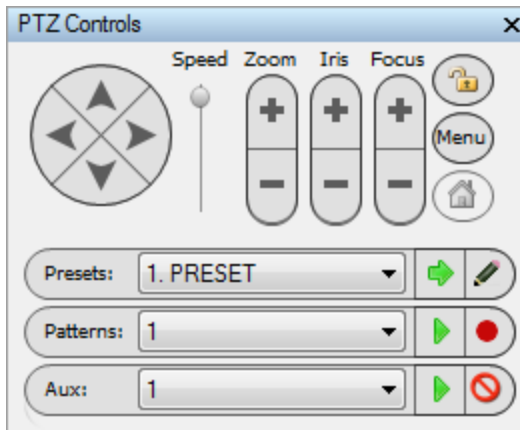 PTZ Controls
Speed Zoom Iris Focus
Menu
Presets: 1. PRESET
Patterns: 1
Aux: 1